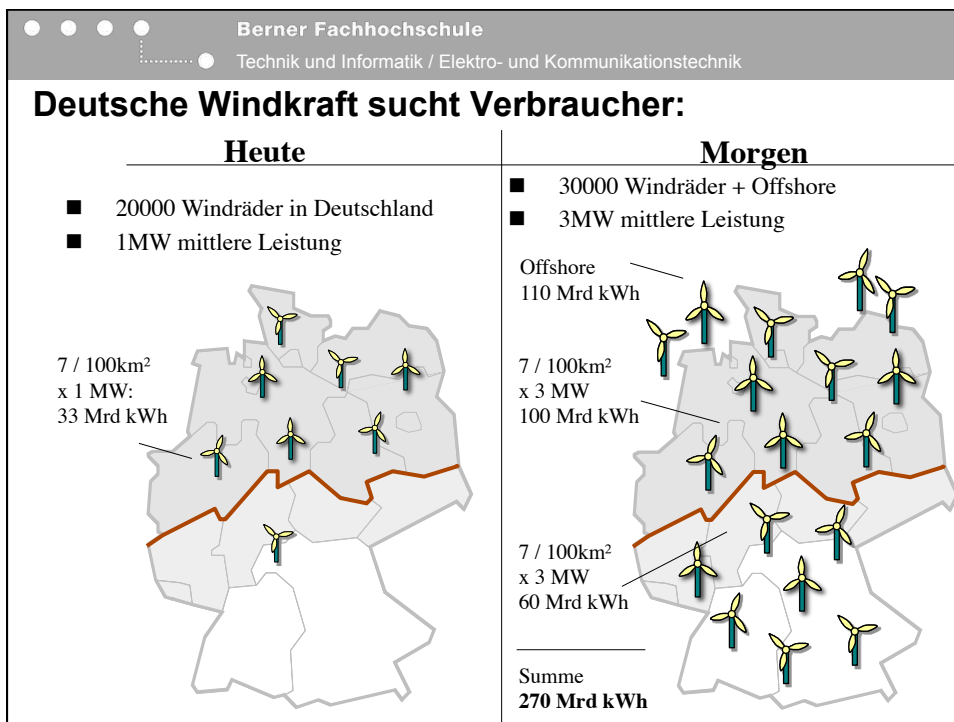 Berner Fachhochschule
Technik und Informatik / Elektro- und Kommunikationstechnik
Deutsche Windkraft sucht Verbraucher:
Heute
■ 20000 Windräder in Deutschland
■ 1MW mittlere Leistung
7 / 100km²
x 1 MW:
33 Mrd kWh
Morgen
■ 30000 Windräder + Offshore
■ 3MW mittlere Leistung
Offshore
110 Mrd kWh
7 / 100km²
x 3 MW
100 Mrd kWh
7 / 100km²
x 3 MW
60 Mrd kWh
Summe
270 Mrd kWh